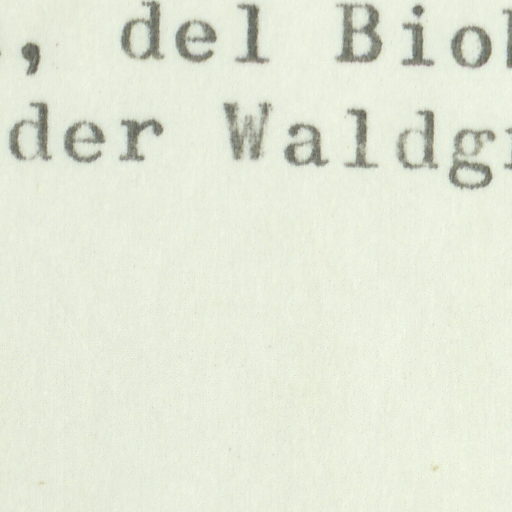 , del Bio
der Waldg